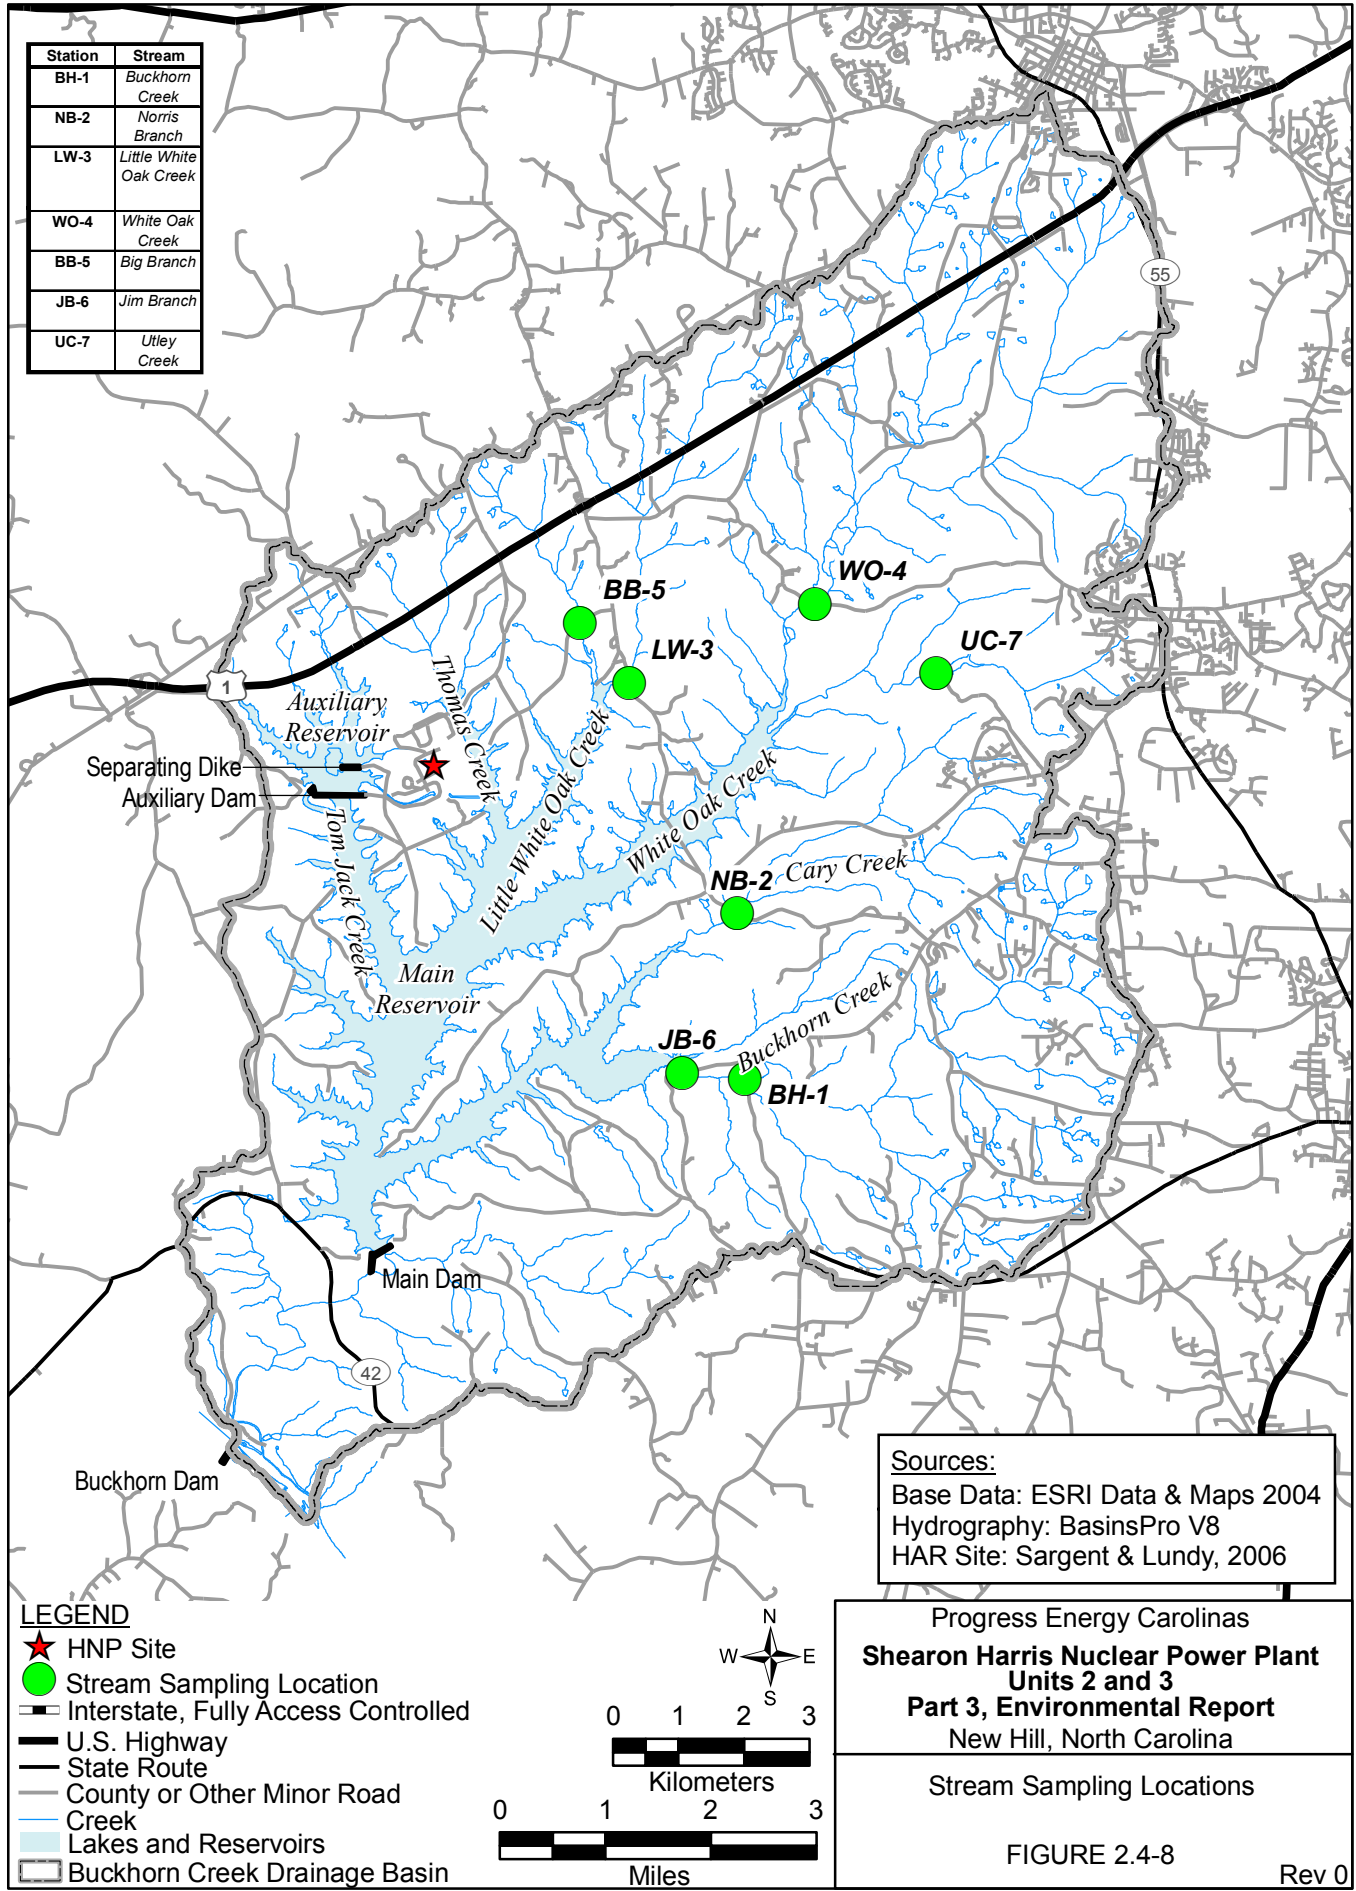 Station Stream
BH-1 Buckhorn
Creek
NB-2 Norris
Branch
LW-3 Little White
Oak Creek
WO-4 White Oak
Creek
BB-5 Big Branch
JB-6 Jim Branch
UC-7 Utley
Creek
55
WO-4
BB-5
UC-7
LW-3
Thomas Creek
1
Auxiliary
Reservoir
Separating Dike
Auxiliary Dam
Tom Jack Creek
Little White Oak Creek
White Oak Creek
NB-2
Cary Creek
Main
Reservoir
Buckhorn Creek
JB-6
BH-1
Main Dam
42
Buckhorn Dam
Sources:
Base Data: ESRI Data & Maps 2004
Hydrography: BasinsPro V8
HAR Site: Sargent & Lundy, 2006
LEGEND
HNP Site
Stream Sampling Location
Interstate, Fully Access Controlled
U.S. Highway
State Route
County or Other Minor Road
Creek
Lakes and Reservoirs
Buckhorn Creek Drainage Basin
N
W E
S
0 1 2 3
Kilometers
0 1 2 3
Miles
Progress Energy Carolinas
Shearon Harris Nuclear Power Plant
Units 2 and 3
Part 3, Environmental Report
New Hill, North Carolina
Stream Sampling Locations
FIGURE 2.4-8
Rev 0